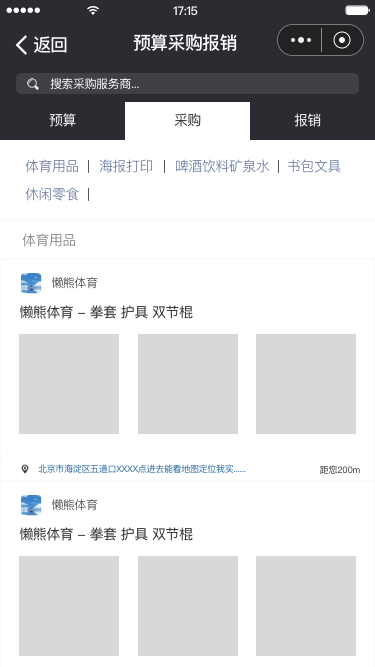 17:15
返回
预算采购报销
搜索采购服务商...
预算 采购 报销
体育用品 | 海报打印 | 啤酒饮料矿泉水 | 书包文具
休闲零食 |
体育用品
懒熊体育
懒熊体育 – 拳套 护具 双节棍
北京市海淀区五道口XXXX点进去能看地图定位我实...... 距您200m
懒熊体育
懒熊体育 – 拳套 护具 双节棍